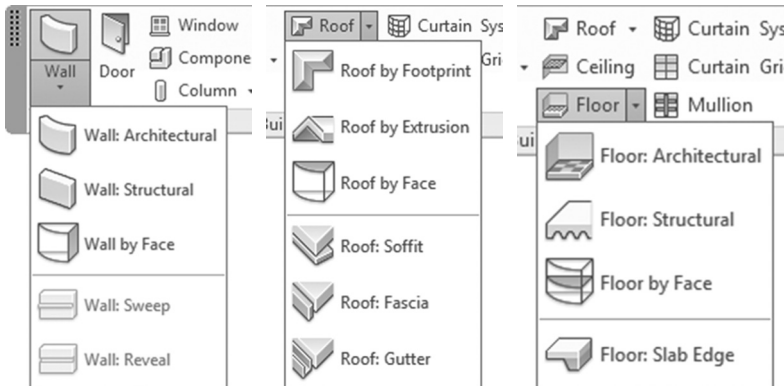 Wall
Door
Window
Compone
Column
Wall: Architectural
Wall: Structural
Wall by Face
Wall: Sweep
Wall: Reveal
Roof
Curtain Sys
Gri
Roof by Footprint
Roof by Extrusion
Roof by Face
Roof: Soffit
Roof: Fascia
Roof: Gutter
Roof
Curtain Sys
Ceiling
Curtain Gri
Floor
Mullion
Floor: Architectural
Floor: Structural
Floor by Face
Floor: Slab Edge